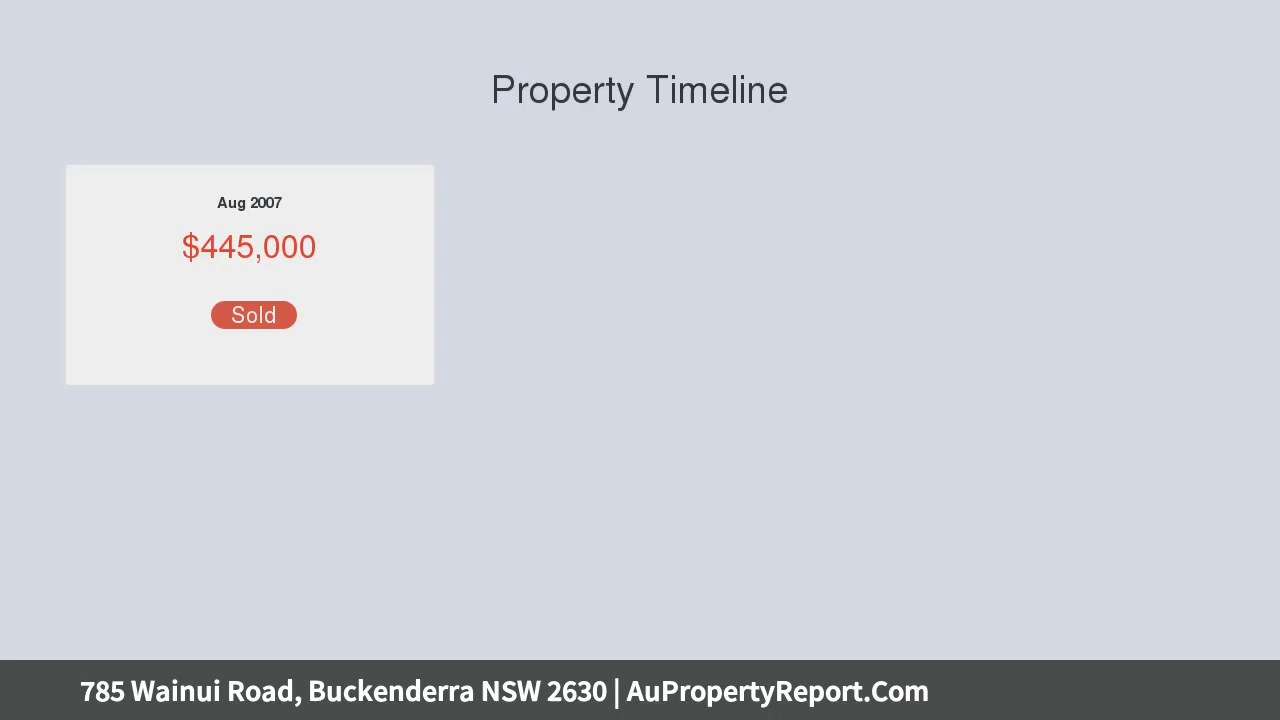 Property Timeline
Aug 2007
$445,000
Sold
785 Wainui Road, Buckenderra NSW 2630 | AuPropertyReport.Com